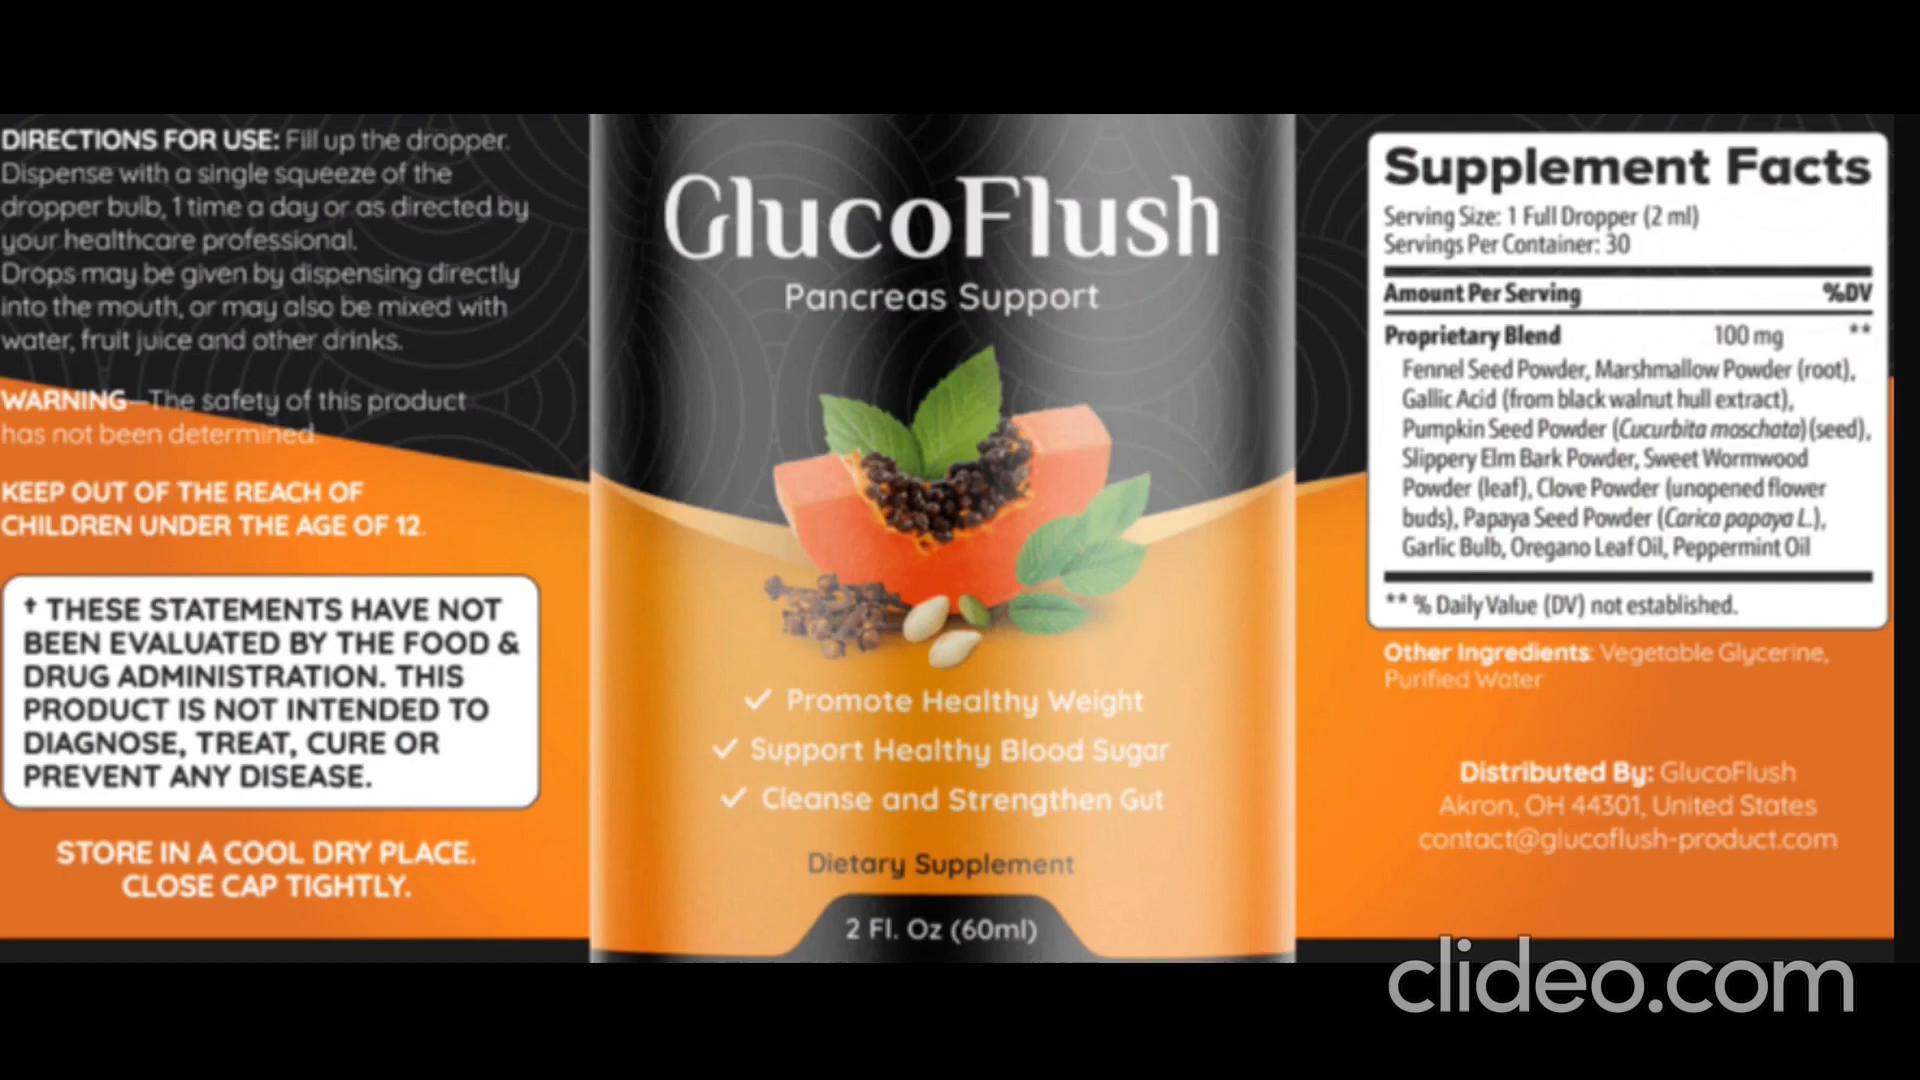 DIRECTIONS FOR USE: Fill up the dropper.
Dispense with a single squeeze of the
dropper bulb, 1 time a day or as directed by
your healthcare professional.
Drops may be given by dispensing directly
into the mouth, or may also be mixed with
water, fruit juice and other drinks.
WARNING—The safety of this product
has not been determined.
KEEP OUT OF THE REACH OF
CHILDREN UNDER THE AGE OF 12.
† THESE STATEMENTS HAVE NOT
BEEN EVALUATED BY THE FOOD &
DRUG ADMINISTRATION. THIS
PRODUCT IS NOT INTENDED TO
DIAGNOSE, TREAT, CURE OR
PREVENT ANY DISEASE.
STORE IN A COOL DRY PLACE.
CLOSE CAP TIGHTLY.
GlucoFlush
Pancreas Support
✓ Promote Healthy Weight
✓ Support Healthy Blood Sugar
✓ Cleanse and Strengthen Gut
Dietary Supplement
2 Fl. Oz (60ml)
Supplement Facts
Serving Size: 1 Full Dropper (2 ml)
Servings Per Container: 30
Amount Per Serving %DV
Proprietary Blend 100 mg **
Fennel Seed Powder, Marshmallow Powder (root),
Gallic Acid (from black walnut hull extract),
Pumpkin Seed Powder (Cucurbita moschata) (seed),
Slippery Elm Bark Powder, Sweet Wormwood
Powder (leaf), Clove Powder (unopened flower
buds), Papaya Seed Powder (Carica papaya L.),
Garlic Bulb, Oregano Leaf Oil, Peppermint Oil
** % Daily Value (DV) not established.
Other Ingredients: Vegetable Glycerine,
Purified Water
Distributed By: GlucoFlush
Akron, OH 44301, United States
contact@glucoflush-product.com
clideo.com